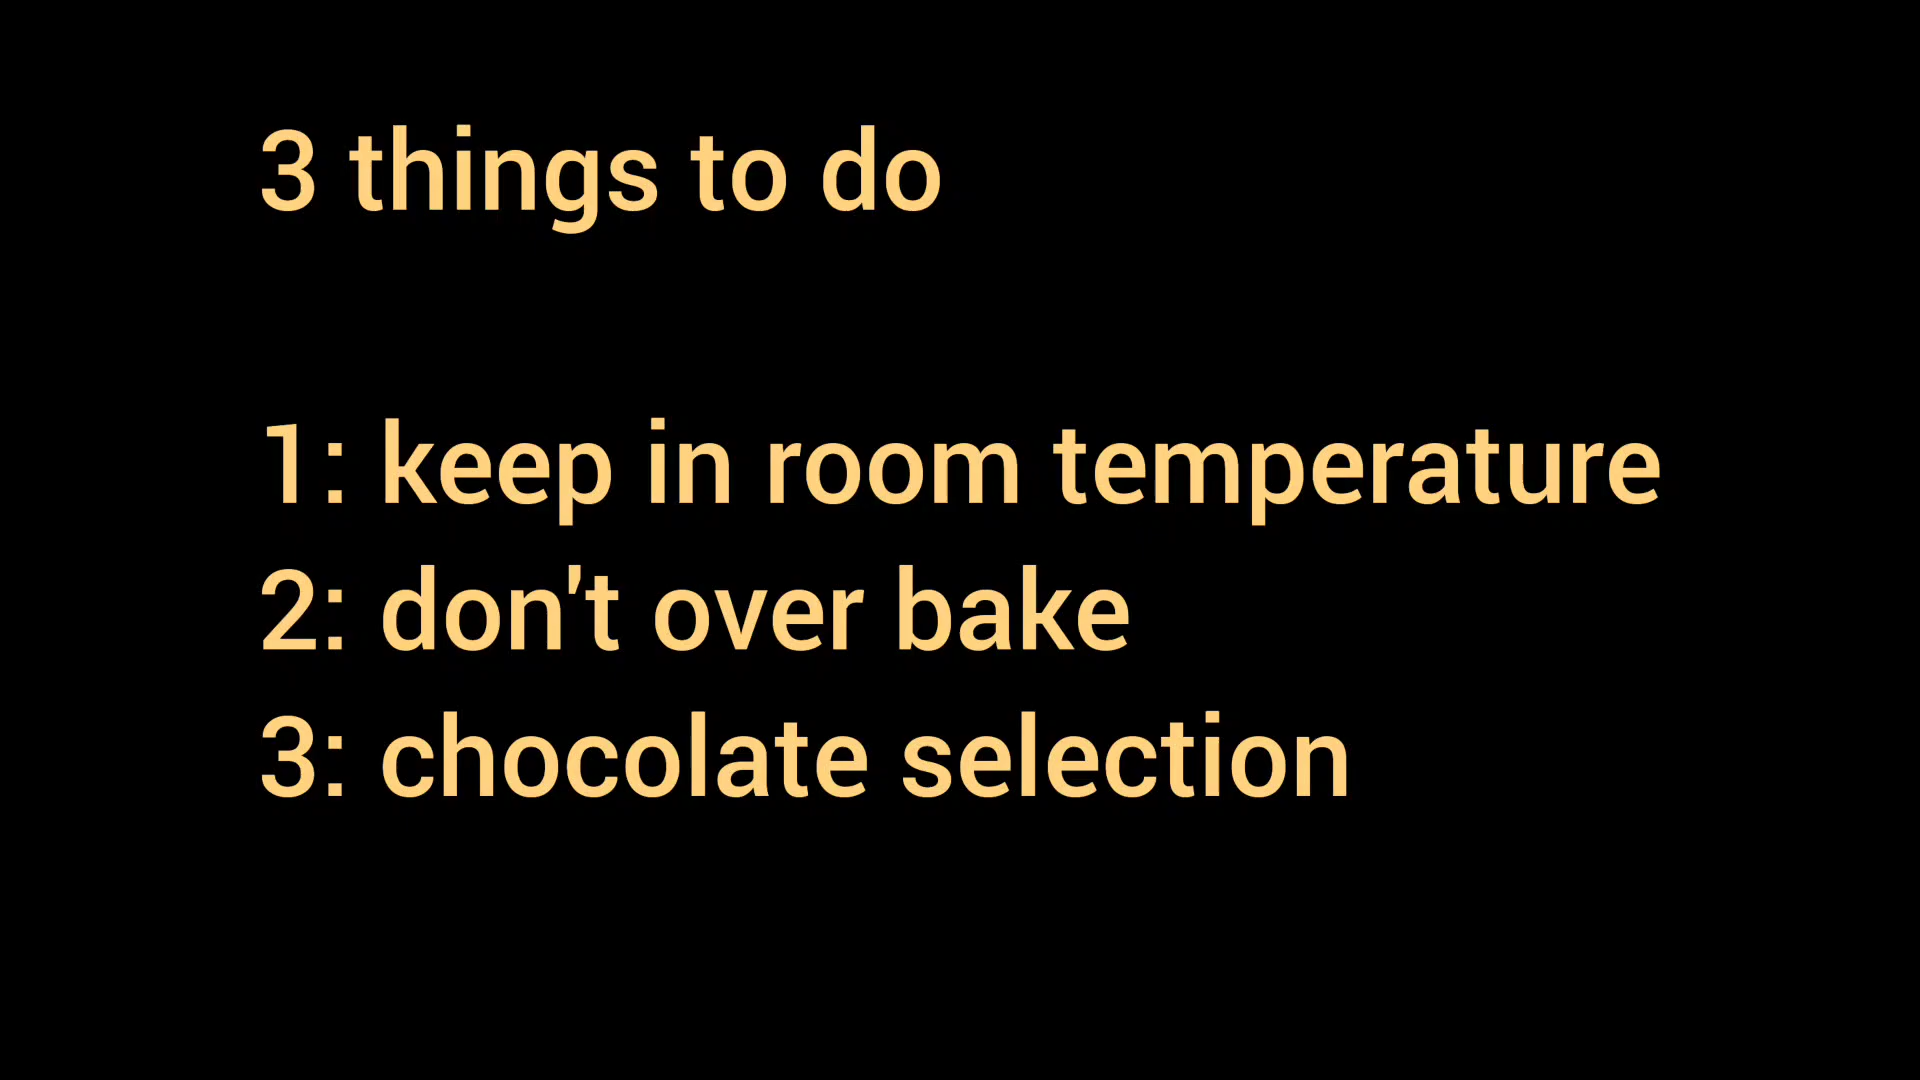 3 things to do
1: keep in room temperature
2: don't over bake
3: chocolate selection